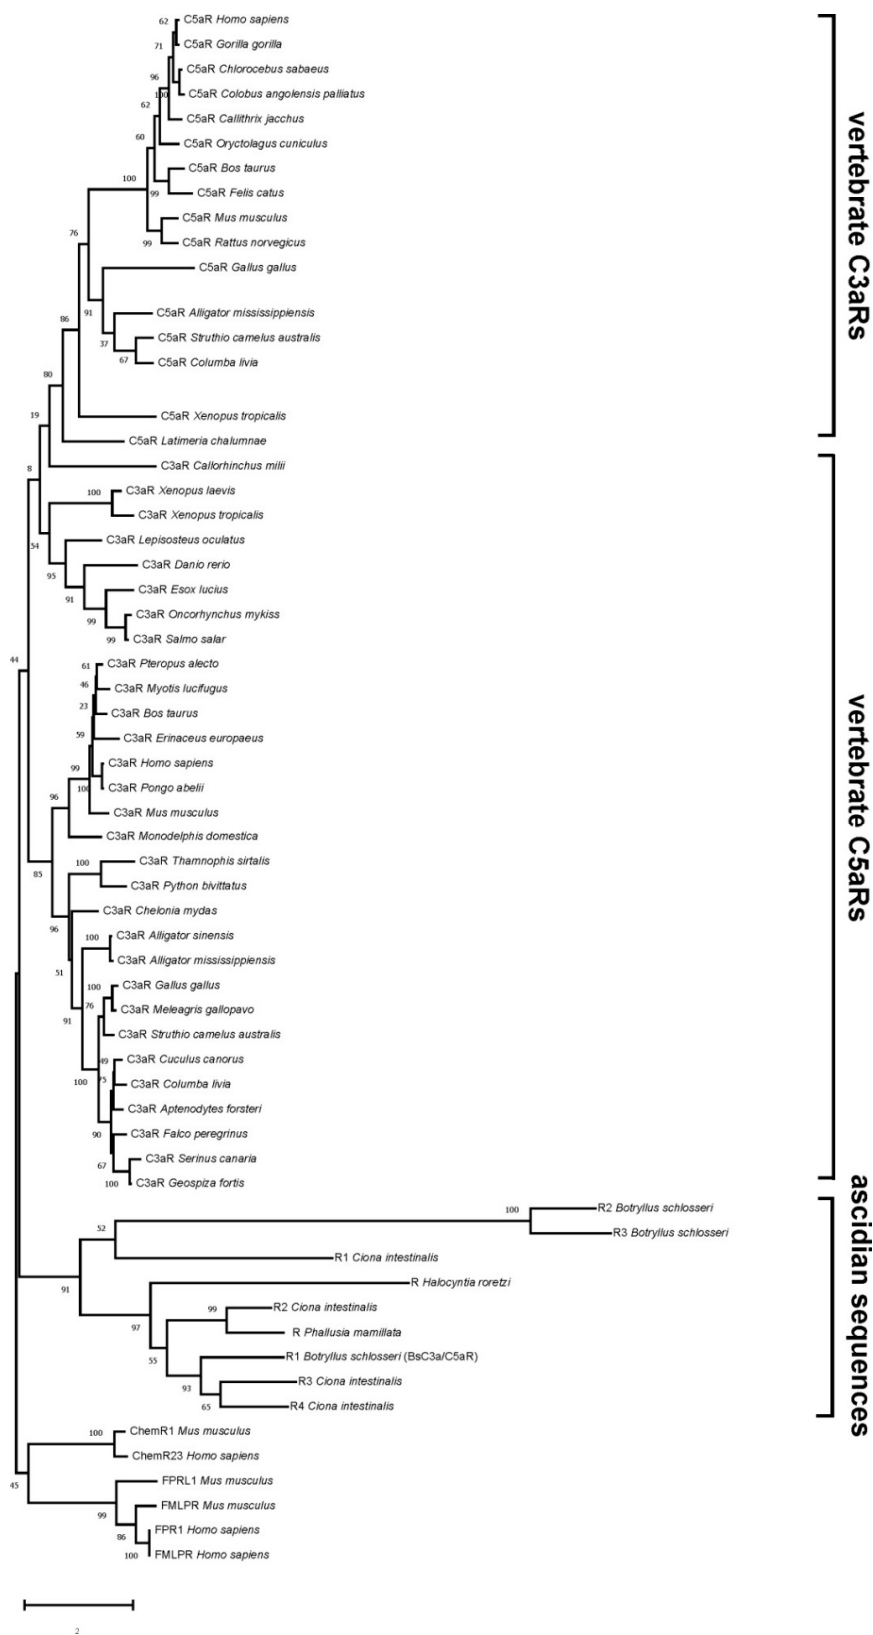 C5aR Homo sapiens
62
C5aR Gorilla gorilla
71
C5aR Chlorocebus sabaeus
96
C5aR Colobus angolensis palliatus
100
62
C5aR Callithrix jacchus
60
C5aR Oryctolagus cuniculus
C5aR Bos taurus
100
99
C5aR Felis catus
C5aR Mus musculus
76
99
C5aR Rattus norvegicus
C5aR Gallus gallus
91
C5aR Alligator mississippiensis
86
C5aR Struthio camelus australis
37
67
C5aR Columba livia
80
19
C5aR Xenopus tropicalis
C5aR Latimeria chalumnae
8
C3aR Callorhinchus milii
100
C3aR Xenopus laevis
C3aR Xenopus tropicalis
54
C3aR Lepisosteus oculatus
95
C3aR Danio rerio
91
C3aR Esox lucius
C3aR Oncorhynchus mykiss
99
99
C3aR Salmo salar
44
61
C3aR Pteropus alecto
46
C3aR Myotis lucifugus
23
C3aR Bos taurus
59
C3aR Erinaceus europaeus
99
C3aR Homo sapiens
100
C3aR Pongo abelii
96
C3aR Mus musculus
C3aR Monodelphis domestica
85
100
C3aR Thamnophis sirtalis
C3aR Python bivittatus
96
C3aR Chelonia mydas
100
C3aR Alligator sinensis
C3aR Alligator mississippiensis
51
100
C3aR Gallus gallus
76
C3aR Meleagris gallopavo
91
C3aR Struthio camelus australis
49
C3aR Cuculus canorus
100
75
C3aR Columba livia
C3aR Aptenodytes forsteri
90
C3aR Falco peregrinus
67
C3aR Serinus canaria
100
C3aR Geospiza fortis
100
R2 Botryllus schlosseri
52
R3 Botryllus schlosseri
R1 Ciona intestinalis
91
R Halocyntia roretzi
99
R2 Ciona intestinalis
97
R Phallusia mamillata
55
R1 Botryllus schlosseri (BsC3a/C5aR)
93
R3 Ciona intestinalis
65
R4 Ciona intestinalis
100
ChemR1 Mus musculus
ChemR23 Homo sapiens
45
FPRL1 Mus musculus
99
FMLPR Mus musculus
86
FPR1 Homo sapiens
100
FMLPR Homo sapiens
2
vertebrate C3aRs
vertebrate C5aRs
ascidian sequences